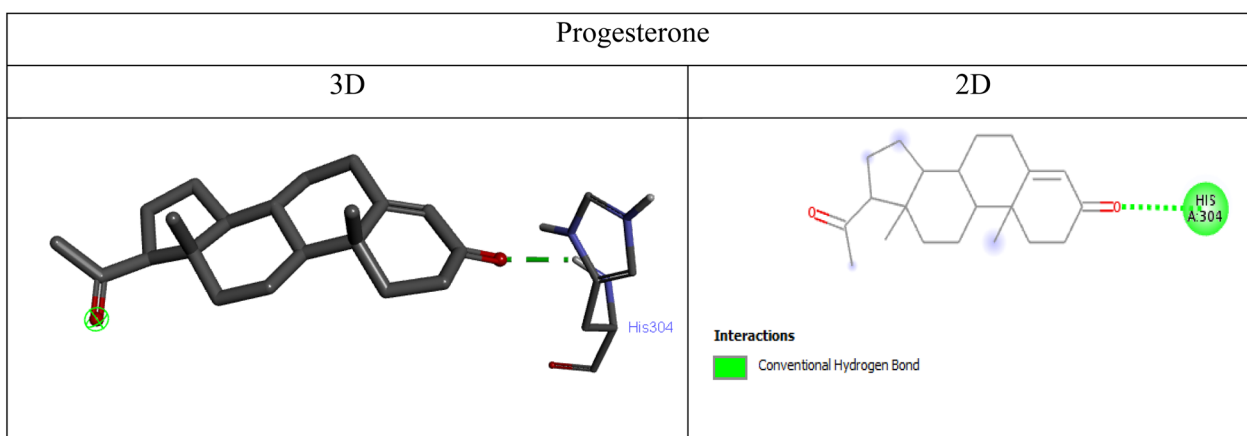 Progesterone
3D
2D
His304
O
O
HIS
A:304
Interactions
Conventional Hydrogen Bond